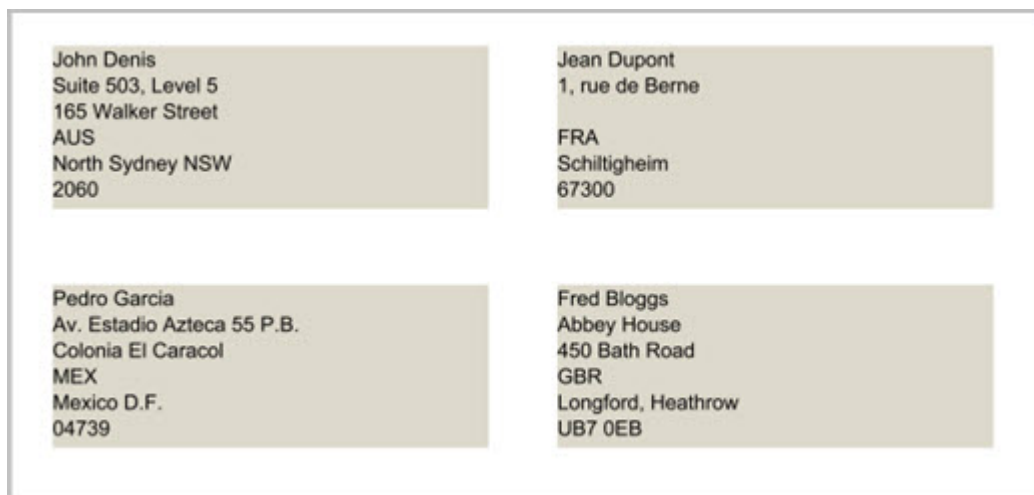 John Denis
Suite 503, Level 5
165 Walker Street
AUS
North Sydney NSW
2060
Jean Dupont
1, rue de Berne
FRA
Schiltigheim
67300
Pedro Garcia
Av. Estadio Azteca 55 P.B.
Colonia El Caracol
MEX
Mexico D.F.
04739
Fred Bloggs
Abbey House
450 Bath Road
GBR
Longford, Heathrow
UB7 0EB